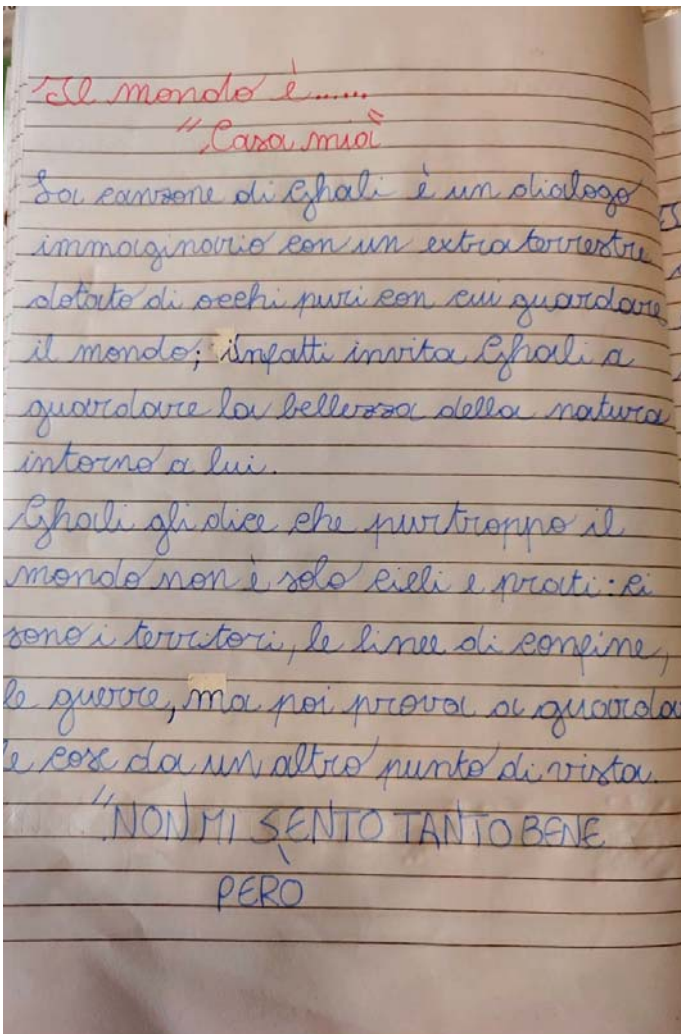 Il mondo è......
"Casa mia"
La canzone di Ghali è un dialogo
immaginario con un extraterrestre
dotato di occhi puri con cui guardare
il mondo; infatti invita Ghali a
guardare la bellezza della natura
intorno a lui.
Ghali gli dice che purtroppo il
mondo non è solo cieli e prati: ci
sono i territori, le linee di confine,
le guerre, ma poi prova a guarda
le cose da un altro punto di vista.
"NON MI SENTO TANTO BENE
PERÒ